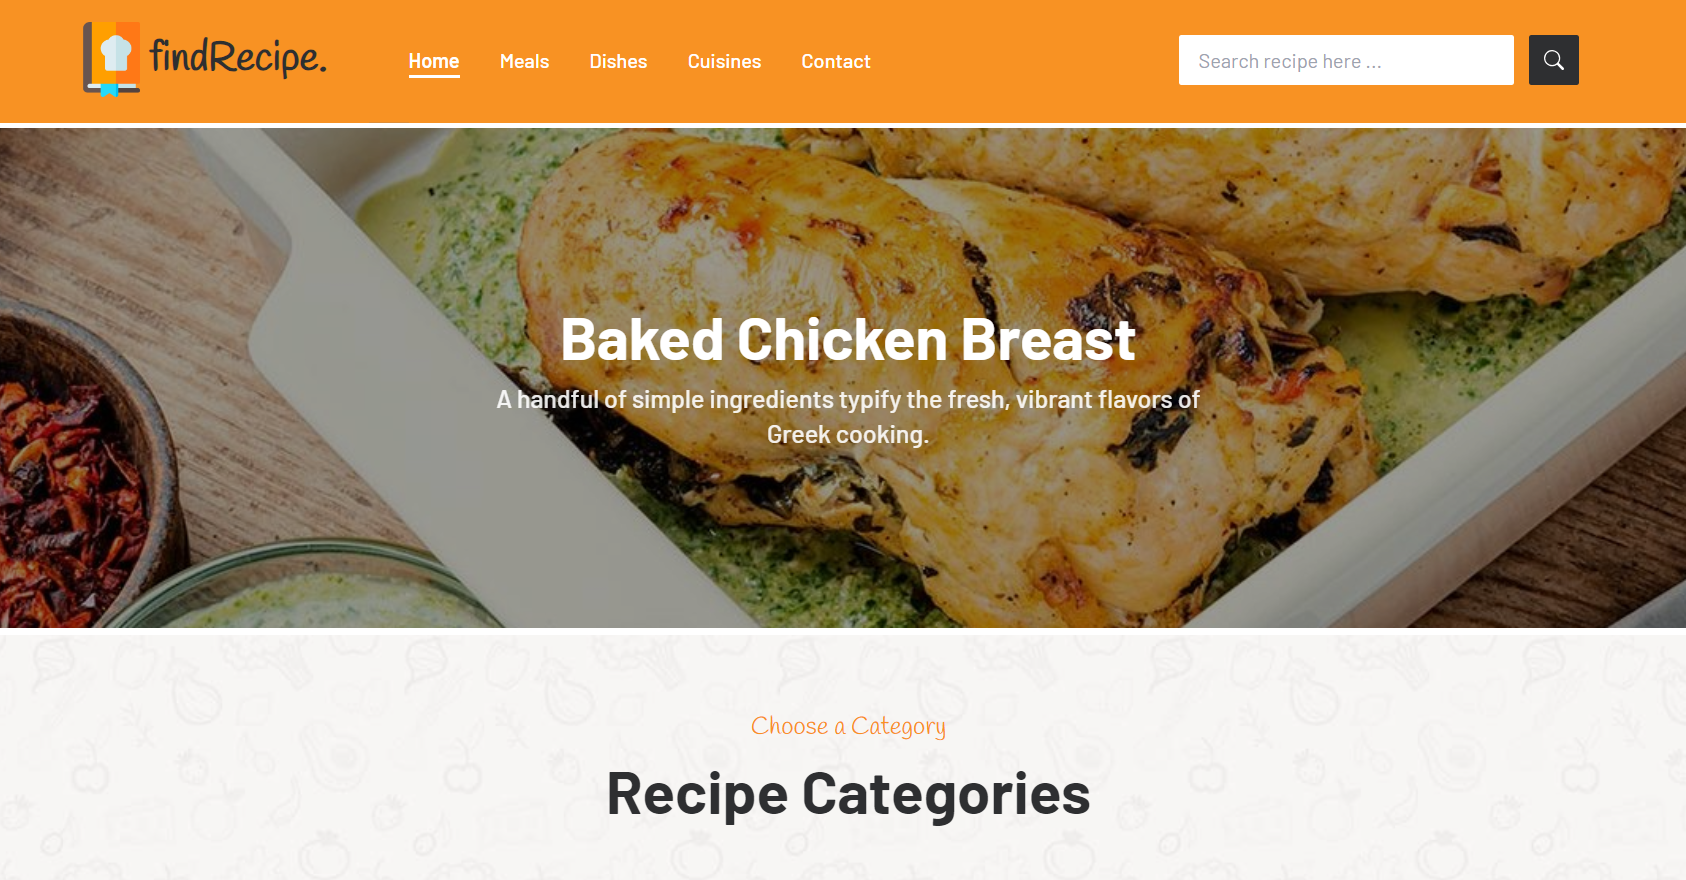 findRecipe.
Home Meals Dishes Cuisines Contact
Search recipe here ...
Baked Chicken Breast
A handful of simple ingredients typify the fresh, vibrant flavors of
Greek cooking.
Choose a Category
Recipe Categories